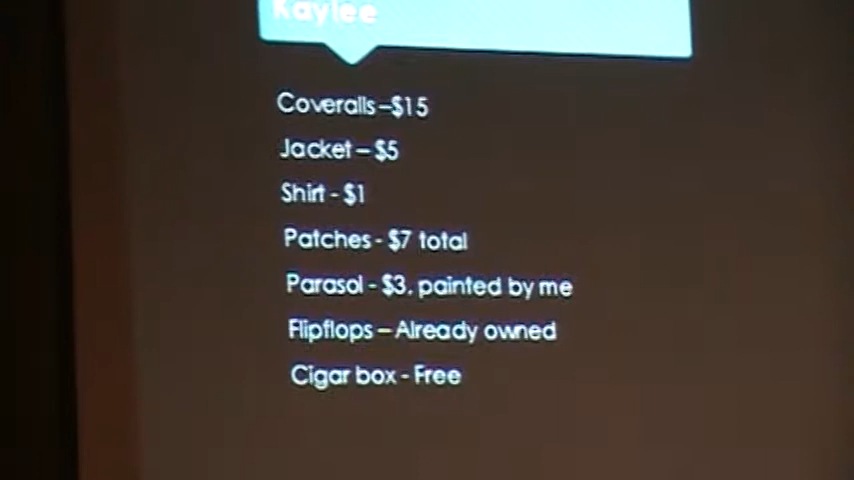 Kaylee
Coveralls –$15
Jacket – $5
Shirt - $1
Patches - $7 total
Parasol - $3, painted by me
Flipflops – Already owned
Cigar box - Free